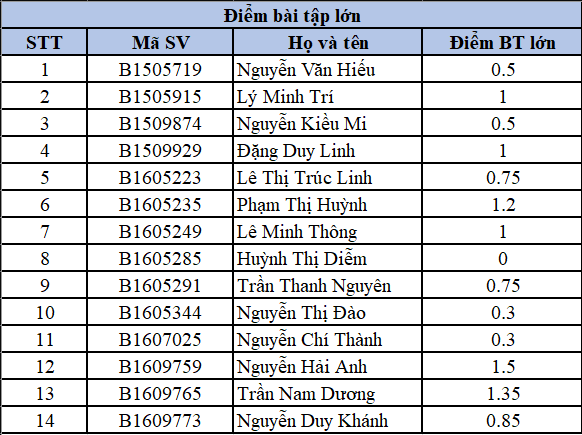 Điểm bài tập lớn
STT Mã SV Họ và tên Điểm BT lớn
1 B1505719 Nguyễn Văn Hiếu 0.5
2 B1505915 Lý Minh Trí 1
3 B1509874 Nguyễn Kiều Mi 0.5
4 B1509929 Đặng Duy Linh 1
5 B1605223 Lê Thị Trúc Linh 0.75
6 B1605235 Phạm Thị Huỳnh 1.2
7 B1605249 Lê Minh Thông 1
8 B1605285 Huỳnh Thị Diễm 0
9 B1605291 Trần Thanh Nguyên 0.75
10 B1605344 Nguyễn Thị Đào 0.3
11 B1607025 Nguyễn Chí Thành 0.3
12 B1609759 Nguyễn Hải Anh 1.5
13 B1609765 Trần Nam Dương 1.35
14 B1609773 Nguyễn Duy Khánh 0.85